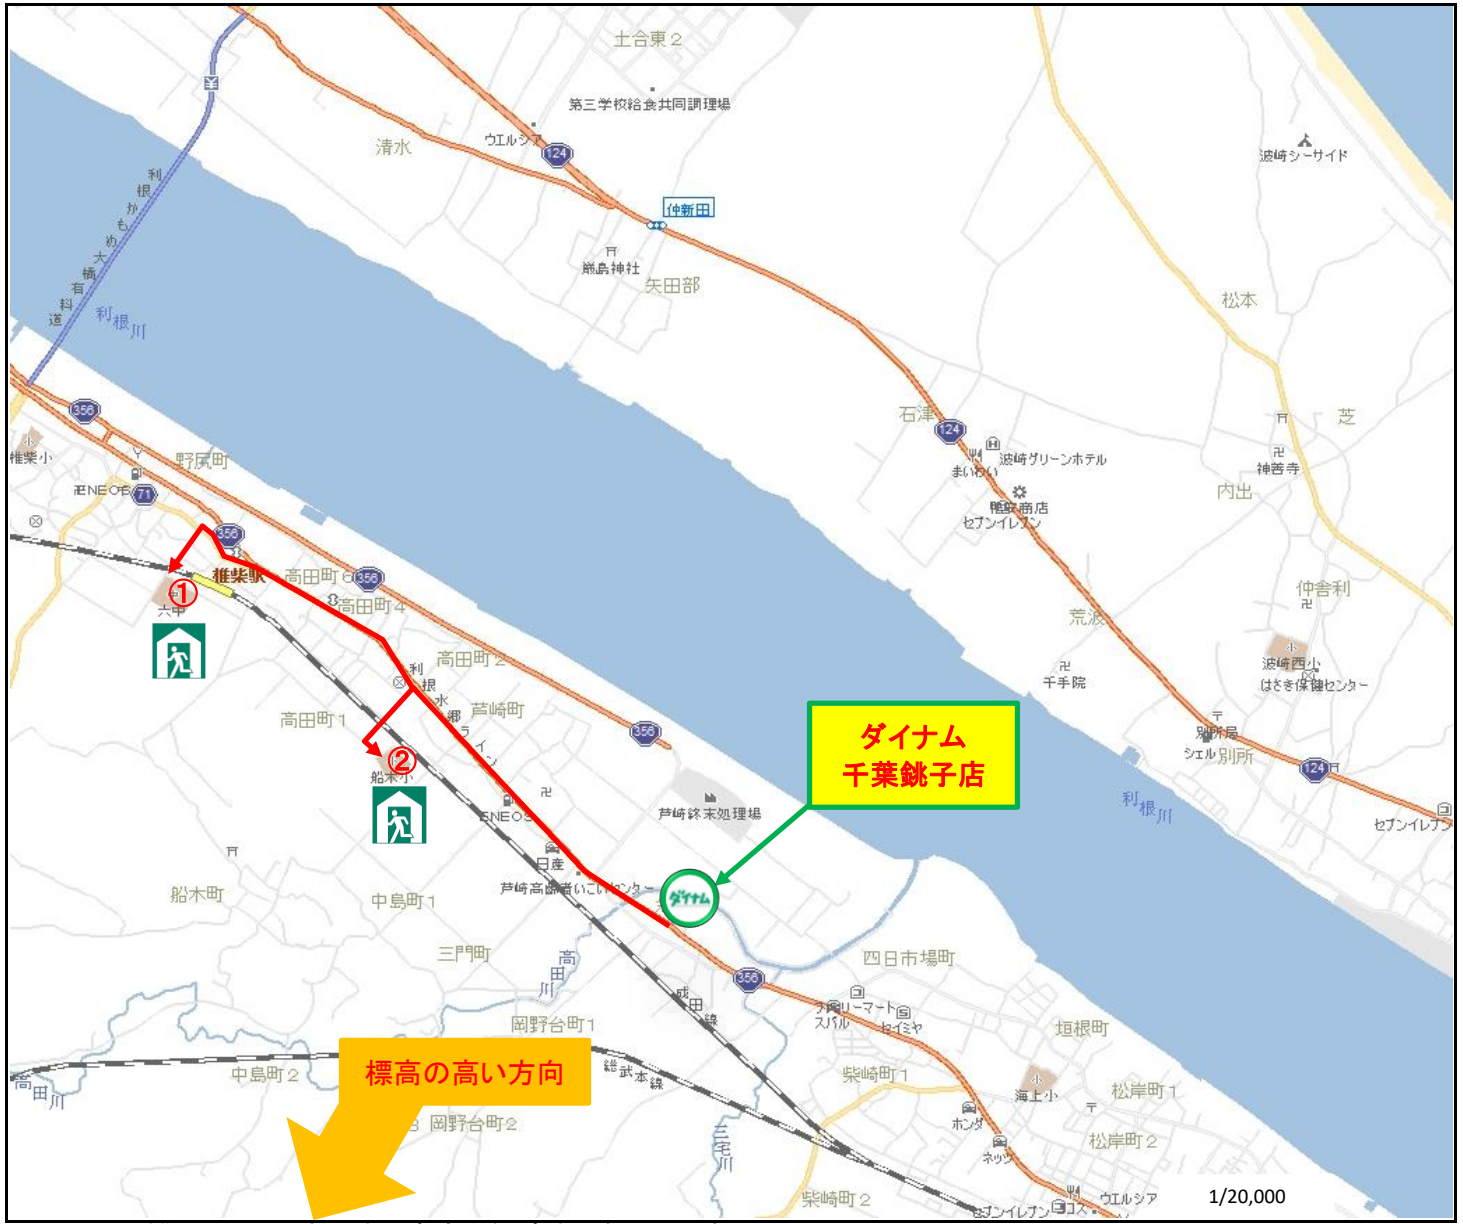 土合東2
第三学校給食共同調理場
清水
ウエルシア
124
波崎シーサイド
利根かもめ大橋有料道
仲新田
厳島神社
矢田部
松本
利根川
石津
芝
356
124
椎柴小
野尻町
まいわい
波崎グリーンホテル
神善寺
ENEOS
71
内出
セブンイレブン
356
椎柴駅
高田町6
356
仲舎利
①
六中
高田町4
荒波
高田町2
波崎西小
千手院
はさき保健センター
利根水郷ライン
高田町1
芦崎町
356
ダイナム
千葉銚子店
別所局
シェル
別所
②
船木小
124
利根川
ENEOS
芦崎終末処理場
セブンイレブン
日産
芦崎高齢者いこいセンター
ダイナム
船木町
中島町1
三門町
高田川
四日市場町
356
成田線
スバル
セイミヤ
岡野台町1
垣根町
標高の高い方向
中島町2
総武本線
柴崎町1
海上小
松岸町1
高田川
ホンダ
岡野台町2
三宅川
ネッツ
松岸町2
柴崎町2
ウエルシア
1/20,000
セブンイレブン
コスモ